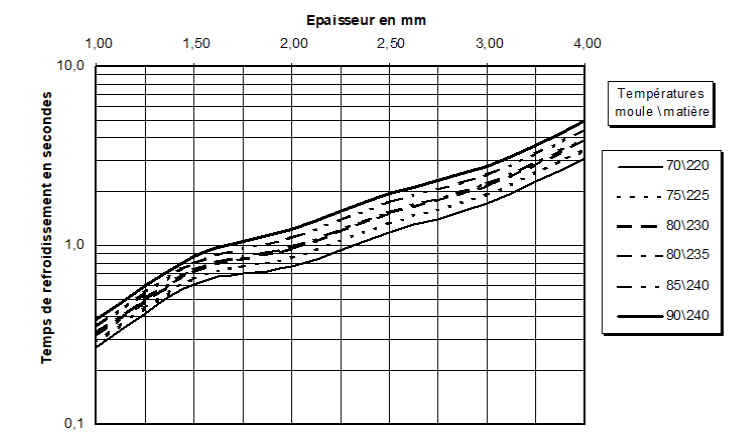 Epaisseur en mm
1,00 1,50 2,00 2,50 3,00 4,00
10,0
1,0
0,1
Temps de refroidissement en secondes
Températures
moule \ matière
70\220
75\225
80\230
80\235
85\240
90\240